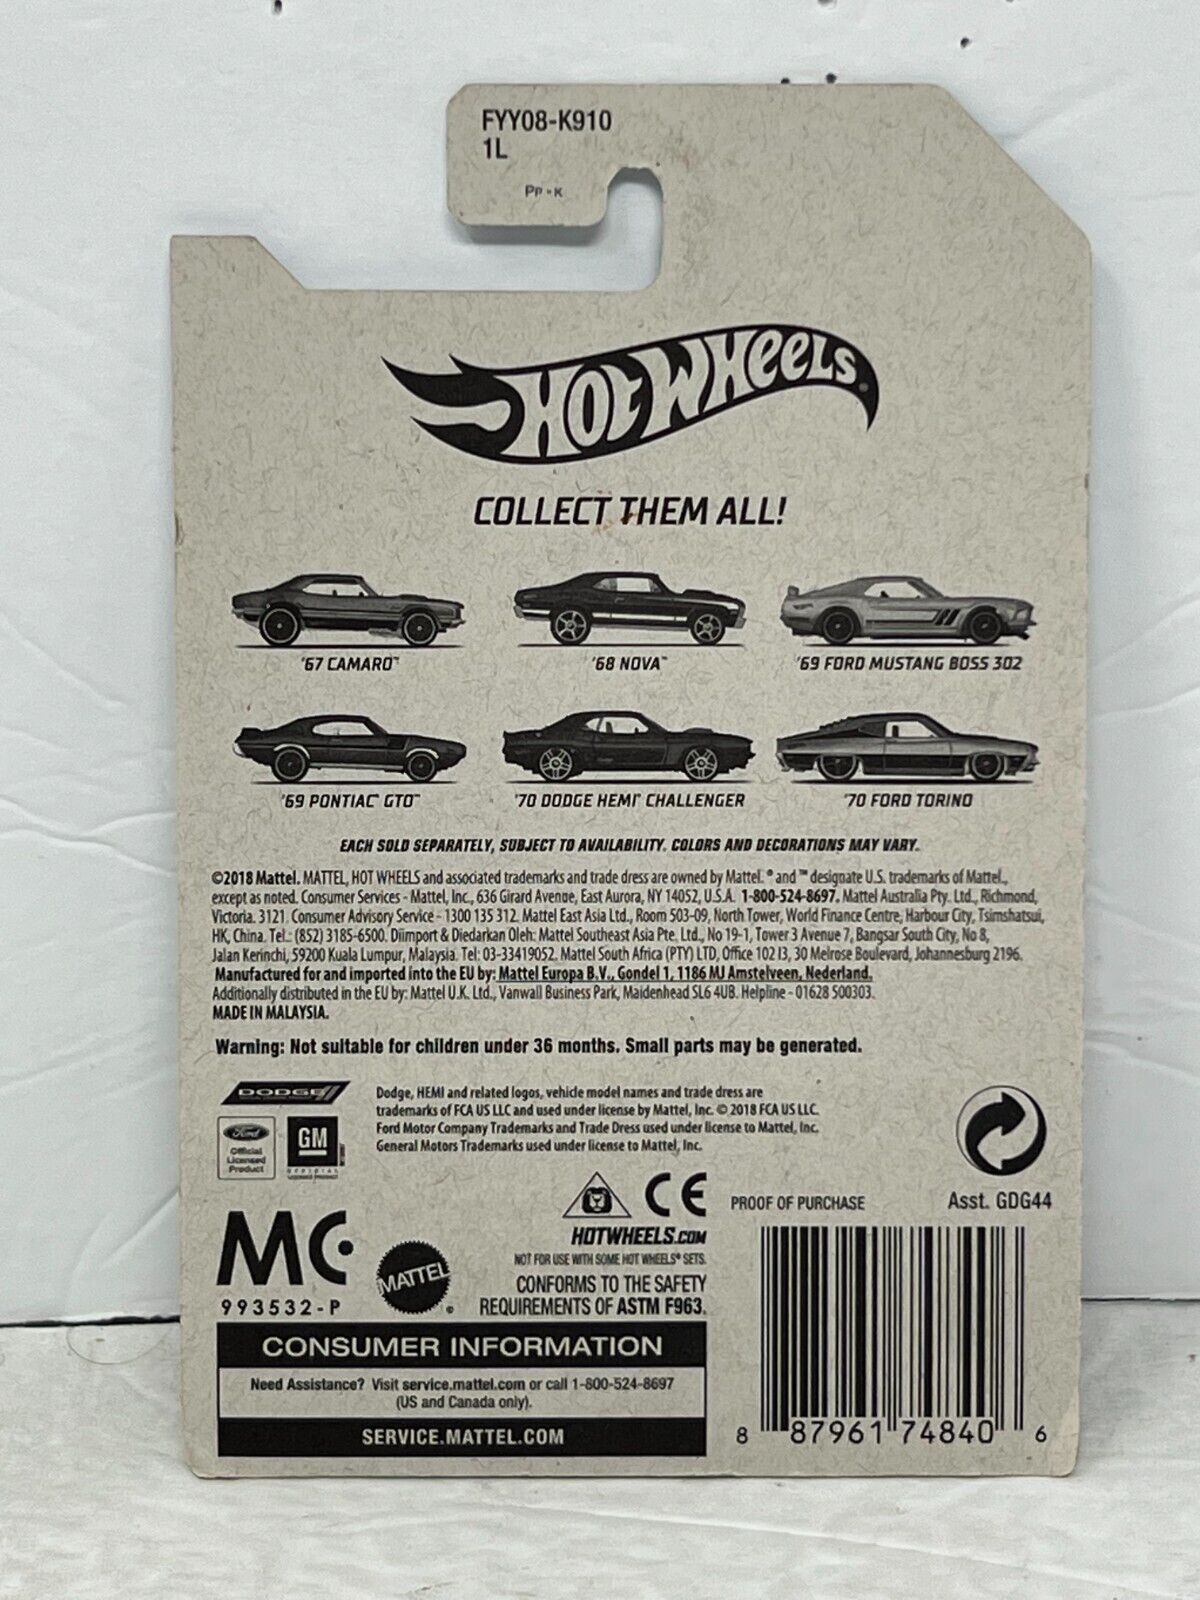 FYY08-K910
1L
HOT WHEELS®
COLLECT THEM ALL!
'67 CAMARO™
'68 NOVA™
'69 FORD MUSTANG BOSS 302
'69 PONTIAC® GTO™
'70 DODGE HEMI® CHALLENGER
'70 FORD TORINO
EACH SOLD SEPARATELY, SUBJECT TO AVAILABILITY. COLORS AND DECORATIONS MAY VARY.
©2018 Mattel. MATTEL, HOT WHEELS and associated trademarks and trade dress are owned by Mattel. ® and ™ designate U.S. trademarks of Mattel.,
except as noted. Consumer Services - Mattel, Inc., 636 Girard Avenue, East Aurora, NY 14052, U.S.A. 1-800-524-8697. Mattel Australia Pty. Ltd., Richmond,
Victoria. 3121. Consumer Advisory Service - 1300 135 312. Mattel East Asia Ltd., Room 503-09, North Tower, World Finance Centre, Harbour City, Tsimshatsui,
HK, China. Tel.: (852) 3185-6500. Diimport & Diedarkan Oleh: Mattel Southeast Asia Pte. Ltd., No 19-1, Tower 3 Avenue 7, Bangsar South City, No 8,
Jalan Kerinchi, 59200 Kuala Lumpur, Malaysia. Tel: 03-33419052. Mattel South Africa (PTY) LTD, Office 102 I3, 30 Melrose Boulevard, Johannesburg 2196.
Manufactured for and imported into the EU by: Mattel Europa B.V., Gondel 1, 1186 MJ Amstelveen, Nederland.
Additionally distributed in the EU by: Mattel U.K. Ltd., Vanwall Business Park, Maidenhead SL6 4UB. Helpline - 01628 500303.
MADE IN MALAYSIA.
Warning: Not suitable for children under 36 months. Small parts may be generated.
DODGE
Dodge, HEMI and related logos, vehicle model names and trade dress are
trademarks of FCA US LLC and used under license by Mattel, Inc. © 2018 FCA US LLC.
Ford Motor Company Trademarks and Trade Dress used under license to Mattel, Inc.
General Motors Trademarks used under license to Mattel, Inc.
Ford
Official
Licensed
Product
GM
OFFICIAL
LICENSED PRODUCT
CE
PROOF OF PURCHASE
Asst. GDG44
HOTWHEELS.COM
NOT FOR USE WITH SOME HOT WHEELS® SETS.
CONFORMS TO THE SAFETY
REQUIREMENTS OF ASTM F963.
MC
993532-P
MATTEL
®
CONSUMER INFORMATION
Need Assistance? Visit service.mattel.com or call 1-800-524-8697
(US and Canada only).
SERVICE.MATTEL.COM
8 87961 74840 6